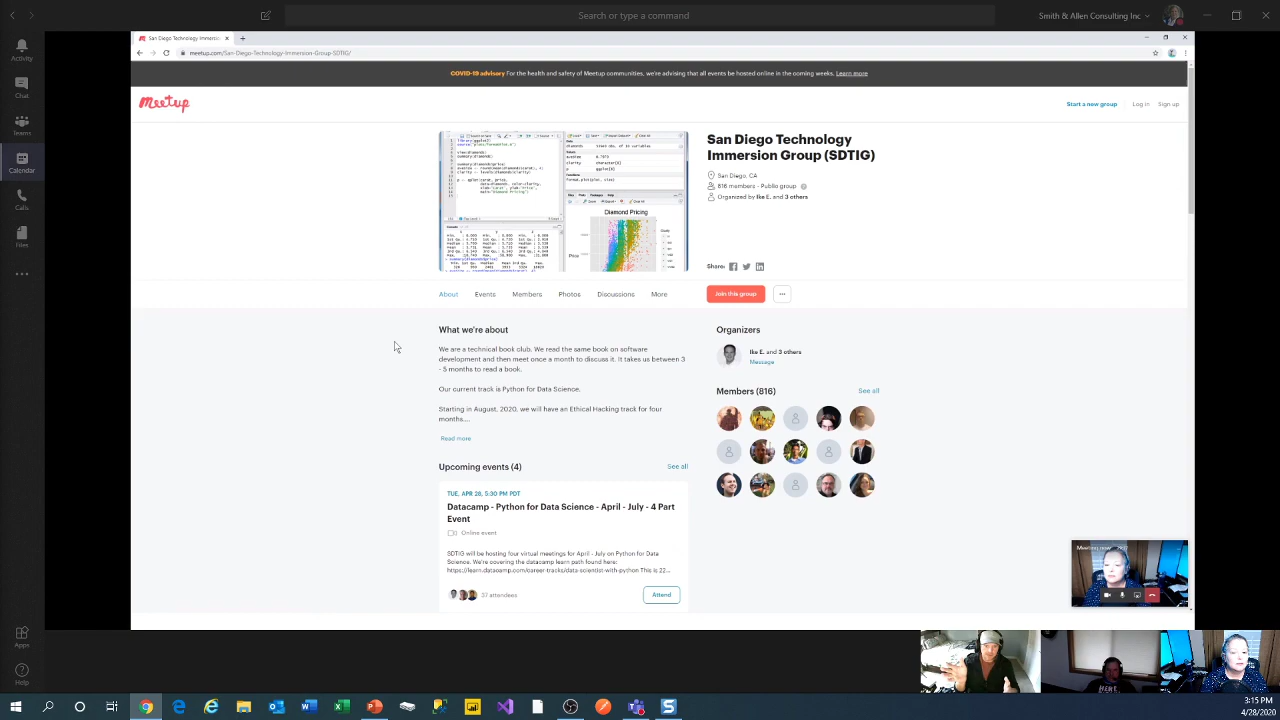 Search or type a command
Smith & Allen Consulting Inc
Activity
Chat
Teams
Calendar
Calls
Files
Apps
Help
San Diego Technology Immersion
meetup.com/San-Diego-Technology-Immersion-Group-SDTIG/
COVID-19 advisory For the health and safety of Meetup communities, we're advising that all events be hosted online in the coming weeks. Learn more
meetup
Start a new group
Log in
Sign up
Diamond Pricing
San Diego Technology
Immersion Group (SDTIG)
San Diego, CA
816 members · Public group
Organized by Ike E. and 3 others
Share:
About
Events
Members
Photos
Discussions
More
Join this group
What we're about
We are a technical book club. We read the same book on software
development and then meet once a month to discuss it. It takes us between 3
- 5 months to read a book.
Our current track is Python for Data Science.
Starting in August, 2020, we will have an Ethical Hacking track for four
months....
Read more
Organizers
Ike E. and 3 others
Message
Members (816)
See all
Upcoming events (4)
See all
TUE, APR 28, 5:30 PM PDT
Datacamp - Python for Data Science - April - July - 4 Part
Event
Online event
SDTIG will be hosting four virtual meetings for April - July on Python for Data
Science. We're covering the datacamp learn path found here:
https://learn.datacamp.com/career-tracks/data-scientist-with-python This is 22...
37 attendees
Attend
3:15 PM
4/28/2020